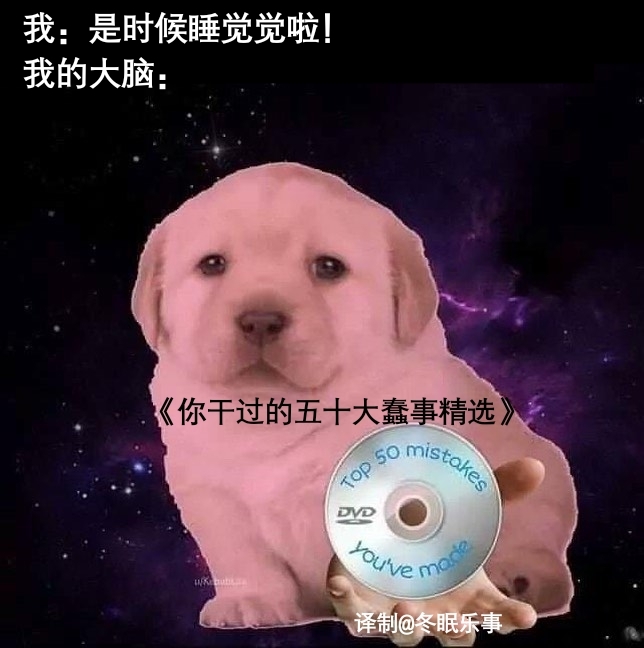 我：是时候睡觉觉啦！
我的大脑：
《你干过的五十大蠢事精选》
Top 50 mistakes
DVD
you've made
译制@冬眠乐事